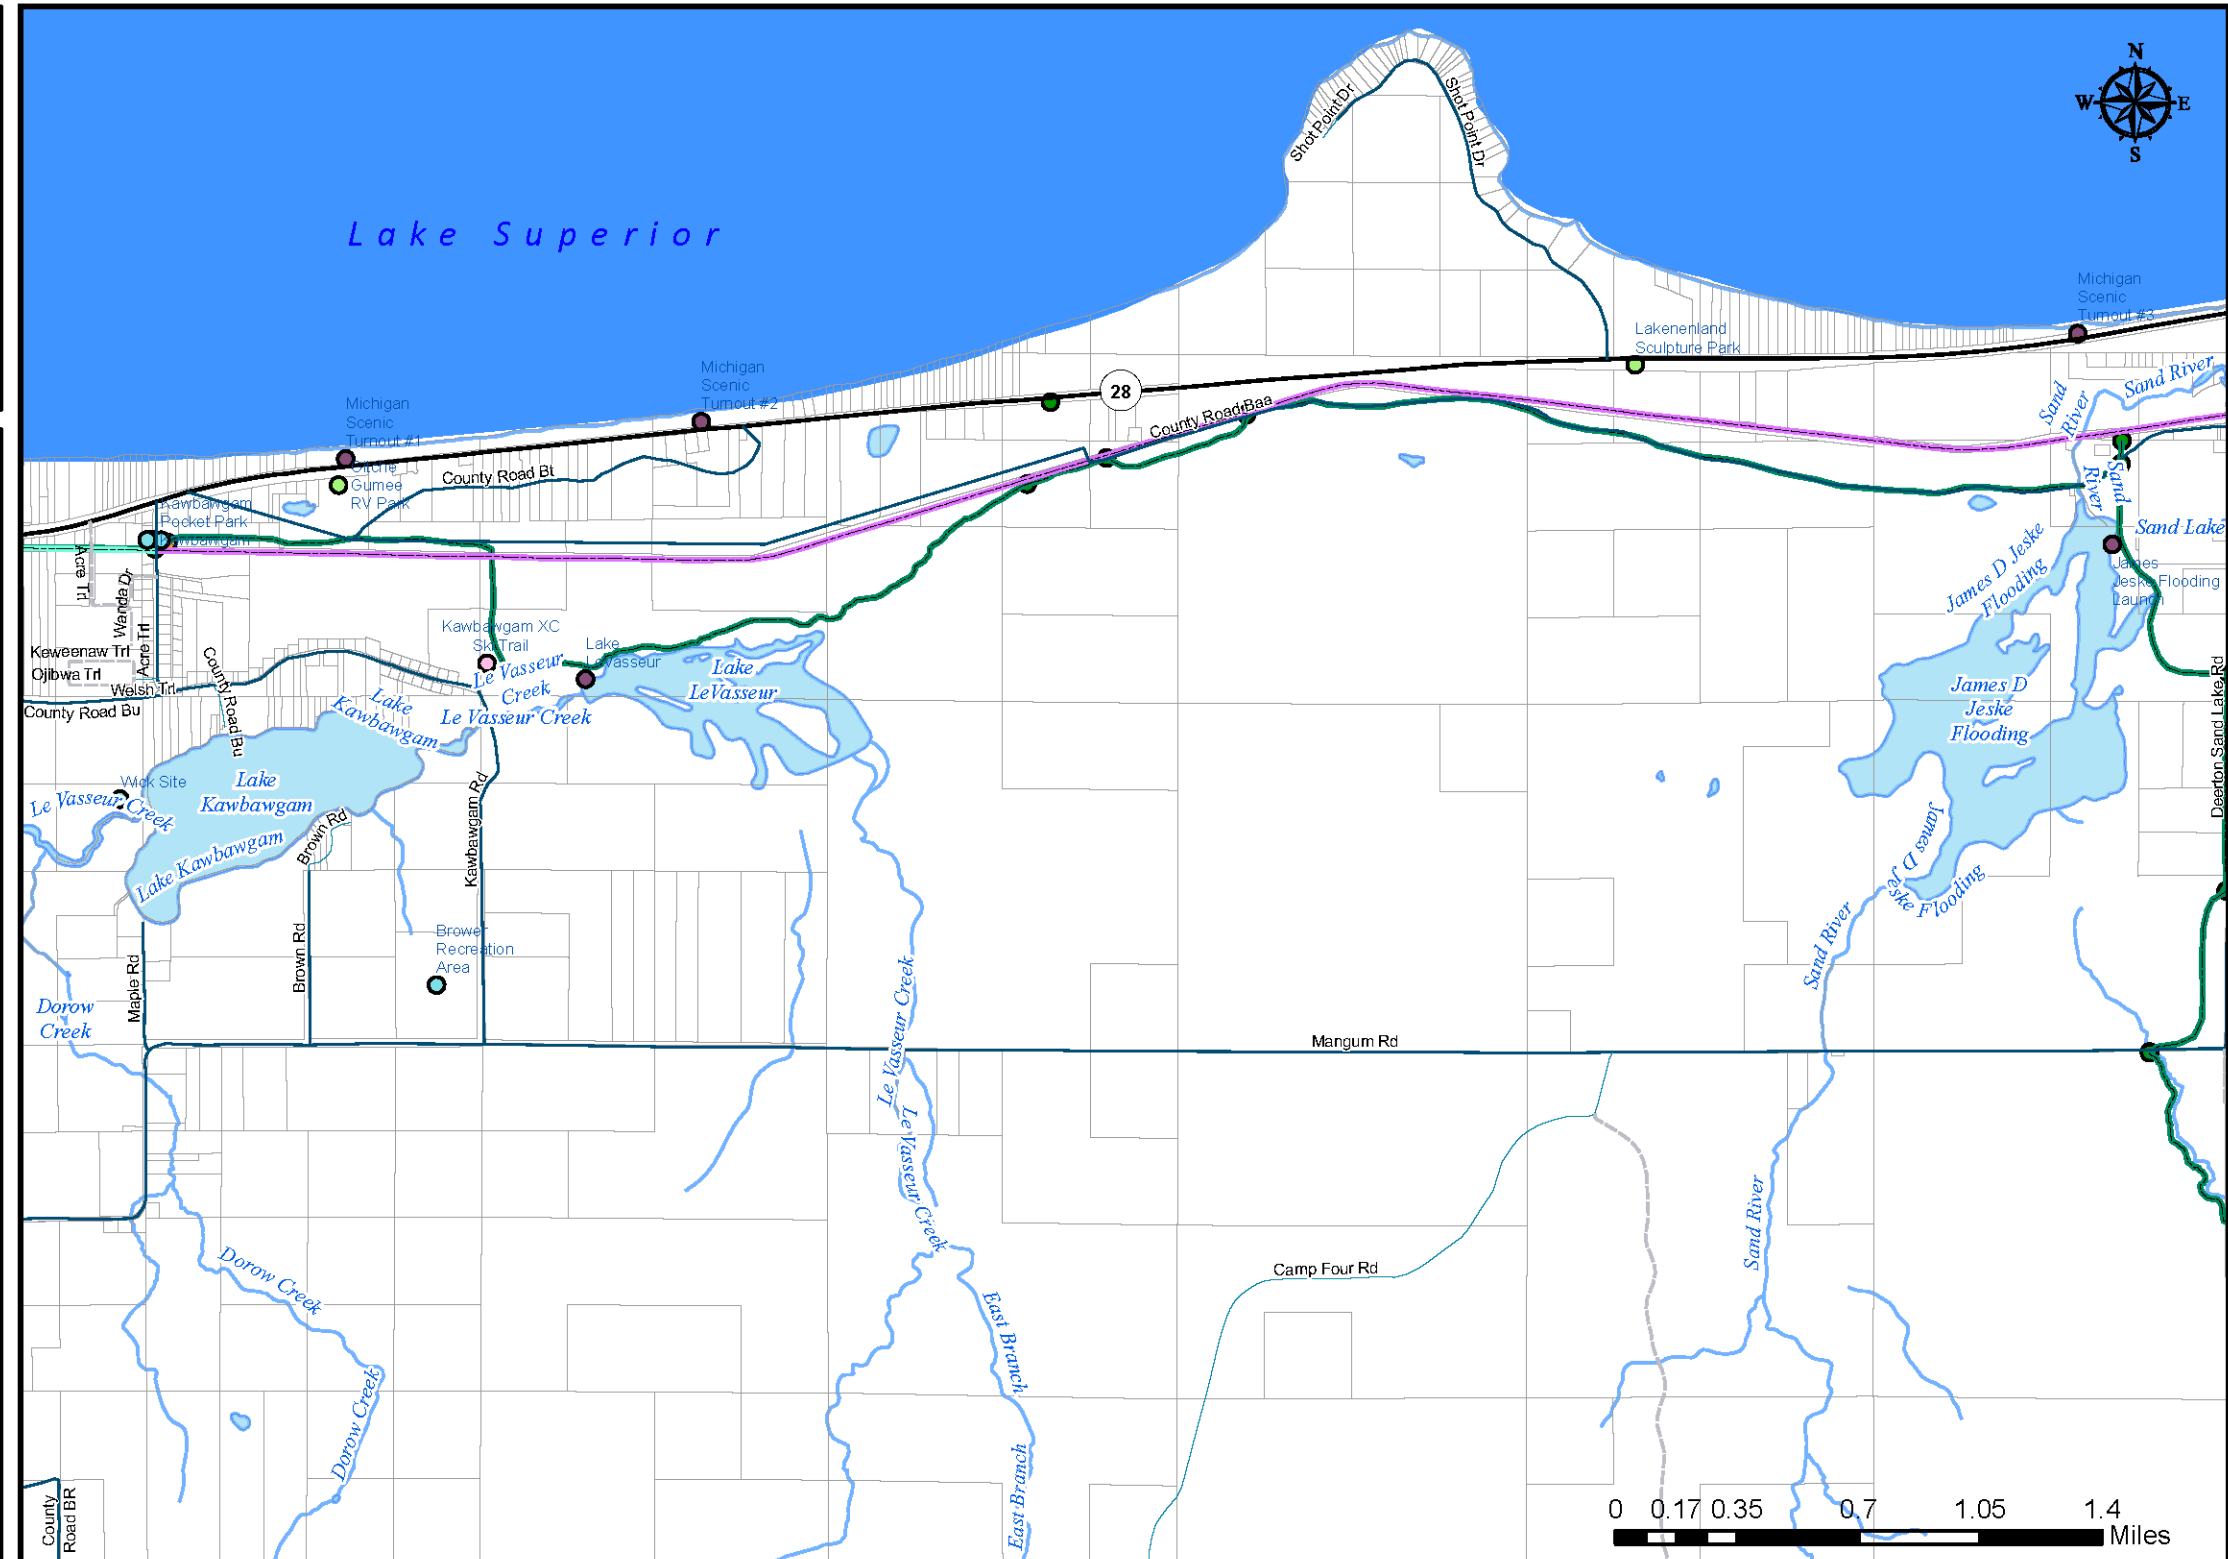 N
W E
S
Shot Point Dr
Shot Point Dr
Lake Superior
Michigan
Scenic
Turnout #3
Lakenenland
Sculpture Park
Michigan
Scenic
Turnout #2
28
Sand River
Sand
River
County Road Baa
Michigan
Scenic
Turnout #1
Gitche
Gumee
RV Park
County Road Bt
Kawbawgam
Pocket Park
Kawbawgam
Sand
River
Sand Lake
James D Jeske
Flooding
James
Jeske Flooding
Launch
Acre Trl
Wanda Dr
Acre Trl
Keweenaw Trl
Ojibwa Trl
Welsh Trl
County Road Bu
County Road Bu
Kawbawgam XC
Ski Trail
Lake
LeVasseur
Le Vasseur
Creek
Le Vasseur Creek
Lake
LeVasseur
Lake
Kawbawgam
James D
Jeske
Flooding
Deerton Sand Lake Rd
Wick Site
Le Vasseur Creek
Lake
Kawbawgam
Lake Kawbawgam
Brown Rd
Kawbawgam Rd
James D Jeske Flooding
Sand River
Brower
Recreation
Area
Brown Rd
Maple Rd
Dorow
Creek
Le Vasseur Creek
Mangum Rd
Le Vasseur Creek
Sand River
Dorow Creek
Camp Four Rd
East Branch
Dorow Creek
East Branch
County
Road BR
0 0.17 0.35 0.7 1.05 1.4
Miles